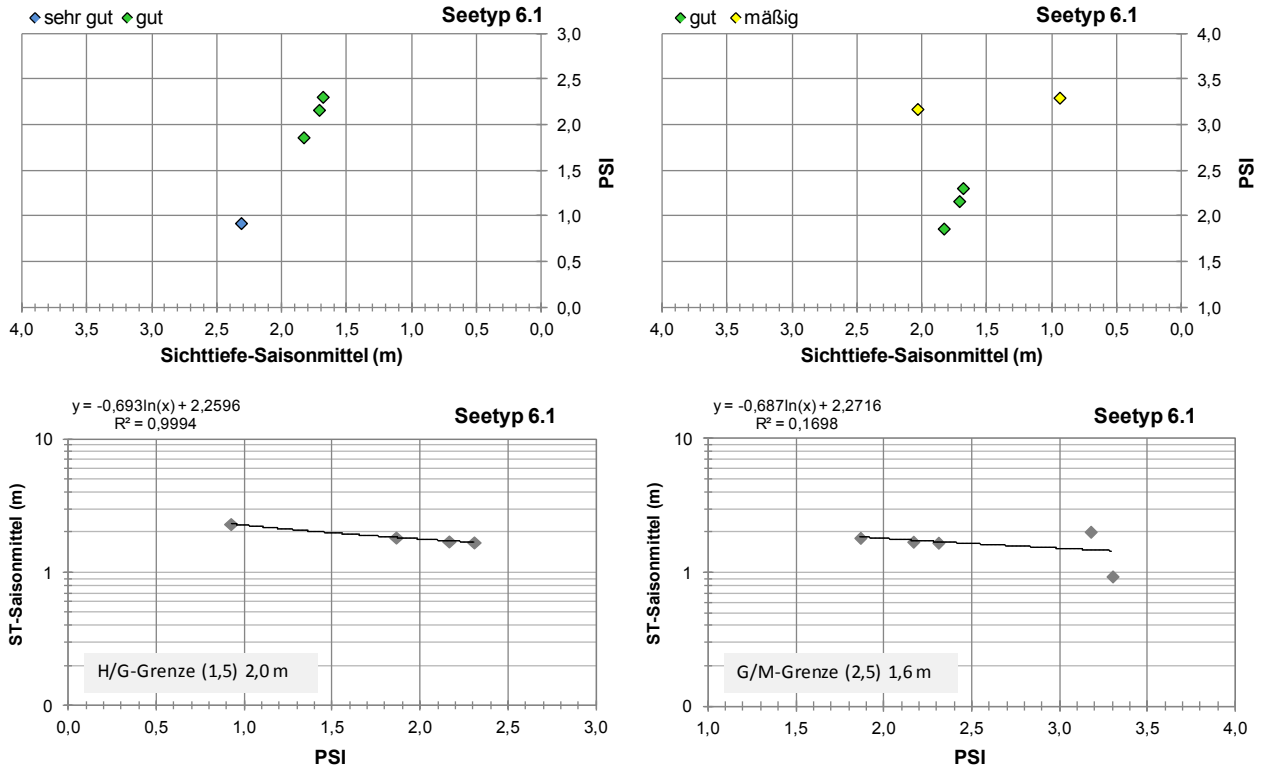 sehr gut gut Seetyp 6.1
3,0
2,5
2,0
1,5
1,0
0,5
0,0
PSI
4,0 3,5 3,0 2,5 2,0 1,5 1,0 0,5 0,0
Sichttiefe-Saisonmittel (m)
gut mäßig Seetyp 6.1
4,0
3,5
3,0
2,5
2,0
1,5
1,0
PSI
4,0 3,5 3,0 2,5 2,0 1,5 1,0 0,5 0,0
Sichttiefe-Saisonmittel (m)
y = -0,693ln(x) + 2,2596
R² = 0,9994
Seetyp 6.1
ST-Saisonmittel (m)
10
1
0
H/G-Grenze (1,5) 2,0 m
0,0 0,5 1,0 1,5 2,0 2,5 3,0
PSI
y = -0,687ln(x) + 2,2716
R² = 0,1698
Seetyp 6.1
ST-Saisonmittel (m)
10
1
0
G/M-Grenze (2,5) 1,6 m
1,0 1,5 2,0 2,5 3,0 3,5 4,0
PSI